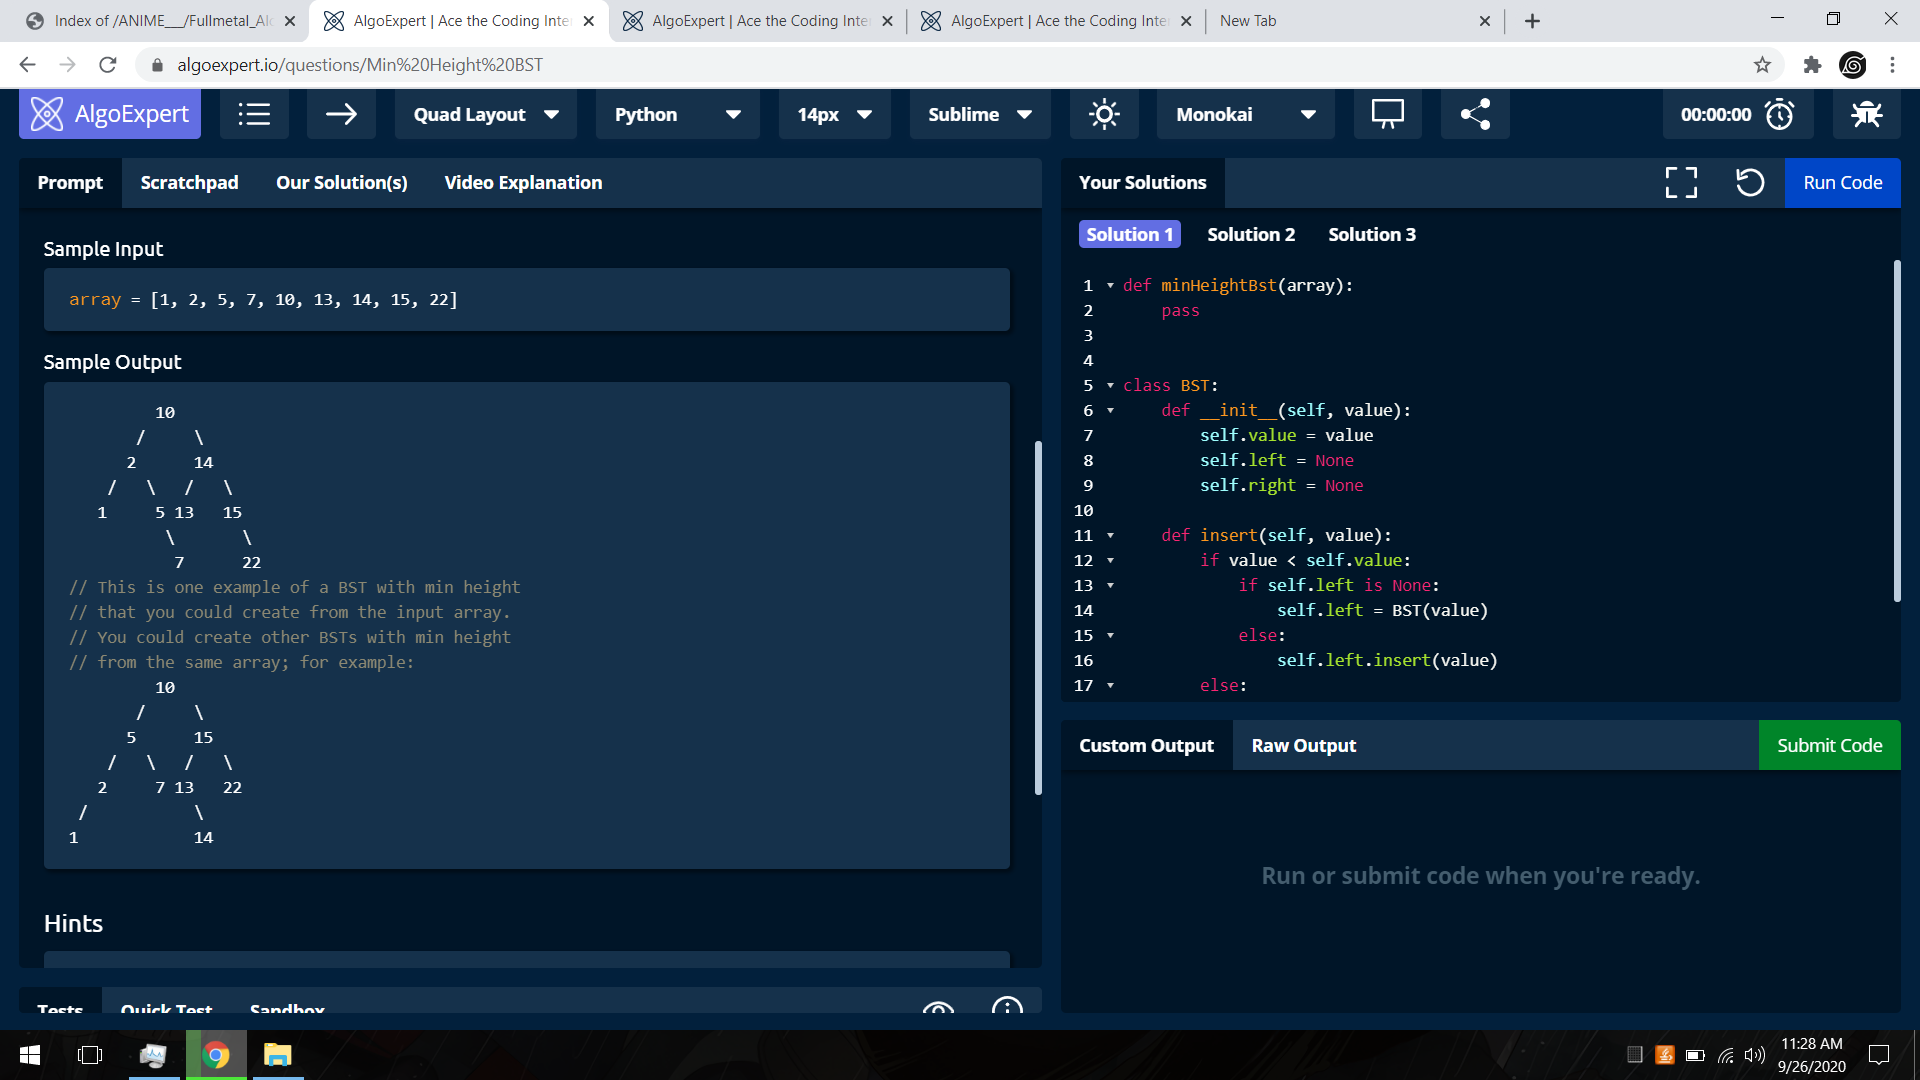 Index of /ANIME___/Fullmetal_Al
AlgoExpert | Ace the Coding Inte
AlgoExpert | Ace the Coding Inte
AlgoExpert | Ace the Coding Inter
New Tab
algoexpert.io/questions/Min%20Height%20BST
AlgoExpert
Quad Layout
Python
14px
Sublime
Monokai
00:00:00
Prompt
Scratchpad
Our Solution(s)
Video Explanation
Sample Input
array = [1, 2, 5, 7, 10, 13, 14, 15, 22]
Sample Output
10
/ \
2 14
/ \ / \
1 5 13 15
\ \
7 22
// This is one example of a BST with min height
// that you could create from the input array.
// You could create other BSTs with min height
// from the same array; for example:
10
/ \
5 15
/ \ / \
2 7 13 22
/ \
1 14
Hints
Tests
Quick Test
Sandbox
Your Solutions
Run Code
Solution 1
Solution 2
Solution 3
1 def minHeightBst(array):
2 pass
3
4
5 class BST:
6 def __init__(self, value):
7 self.value = value
8 self.left = None
9 self.right = None
10
11 def insert(self, value):
12 if value < self.value:
13 if self.left is None:
14 self.left = BST(value)
15 else:
16 self.left.insert(value)
17 else:
Custom Output
Raw Output
Submit Code
Run or submit code when you're ready.
11:28 AM
9/26/2020